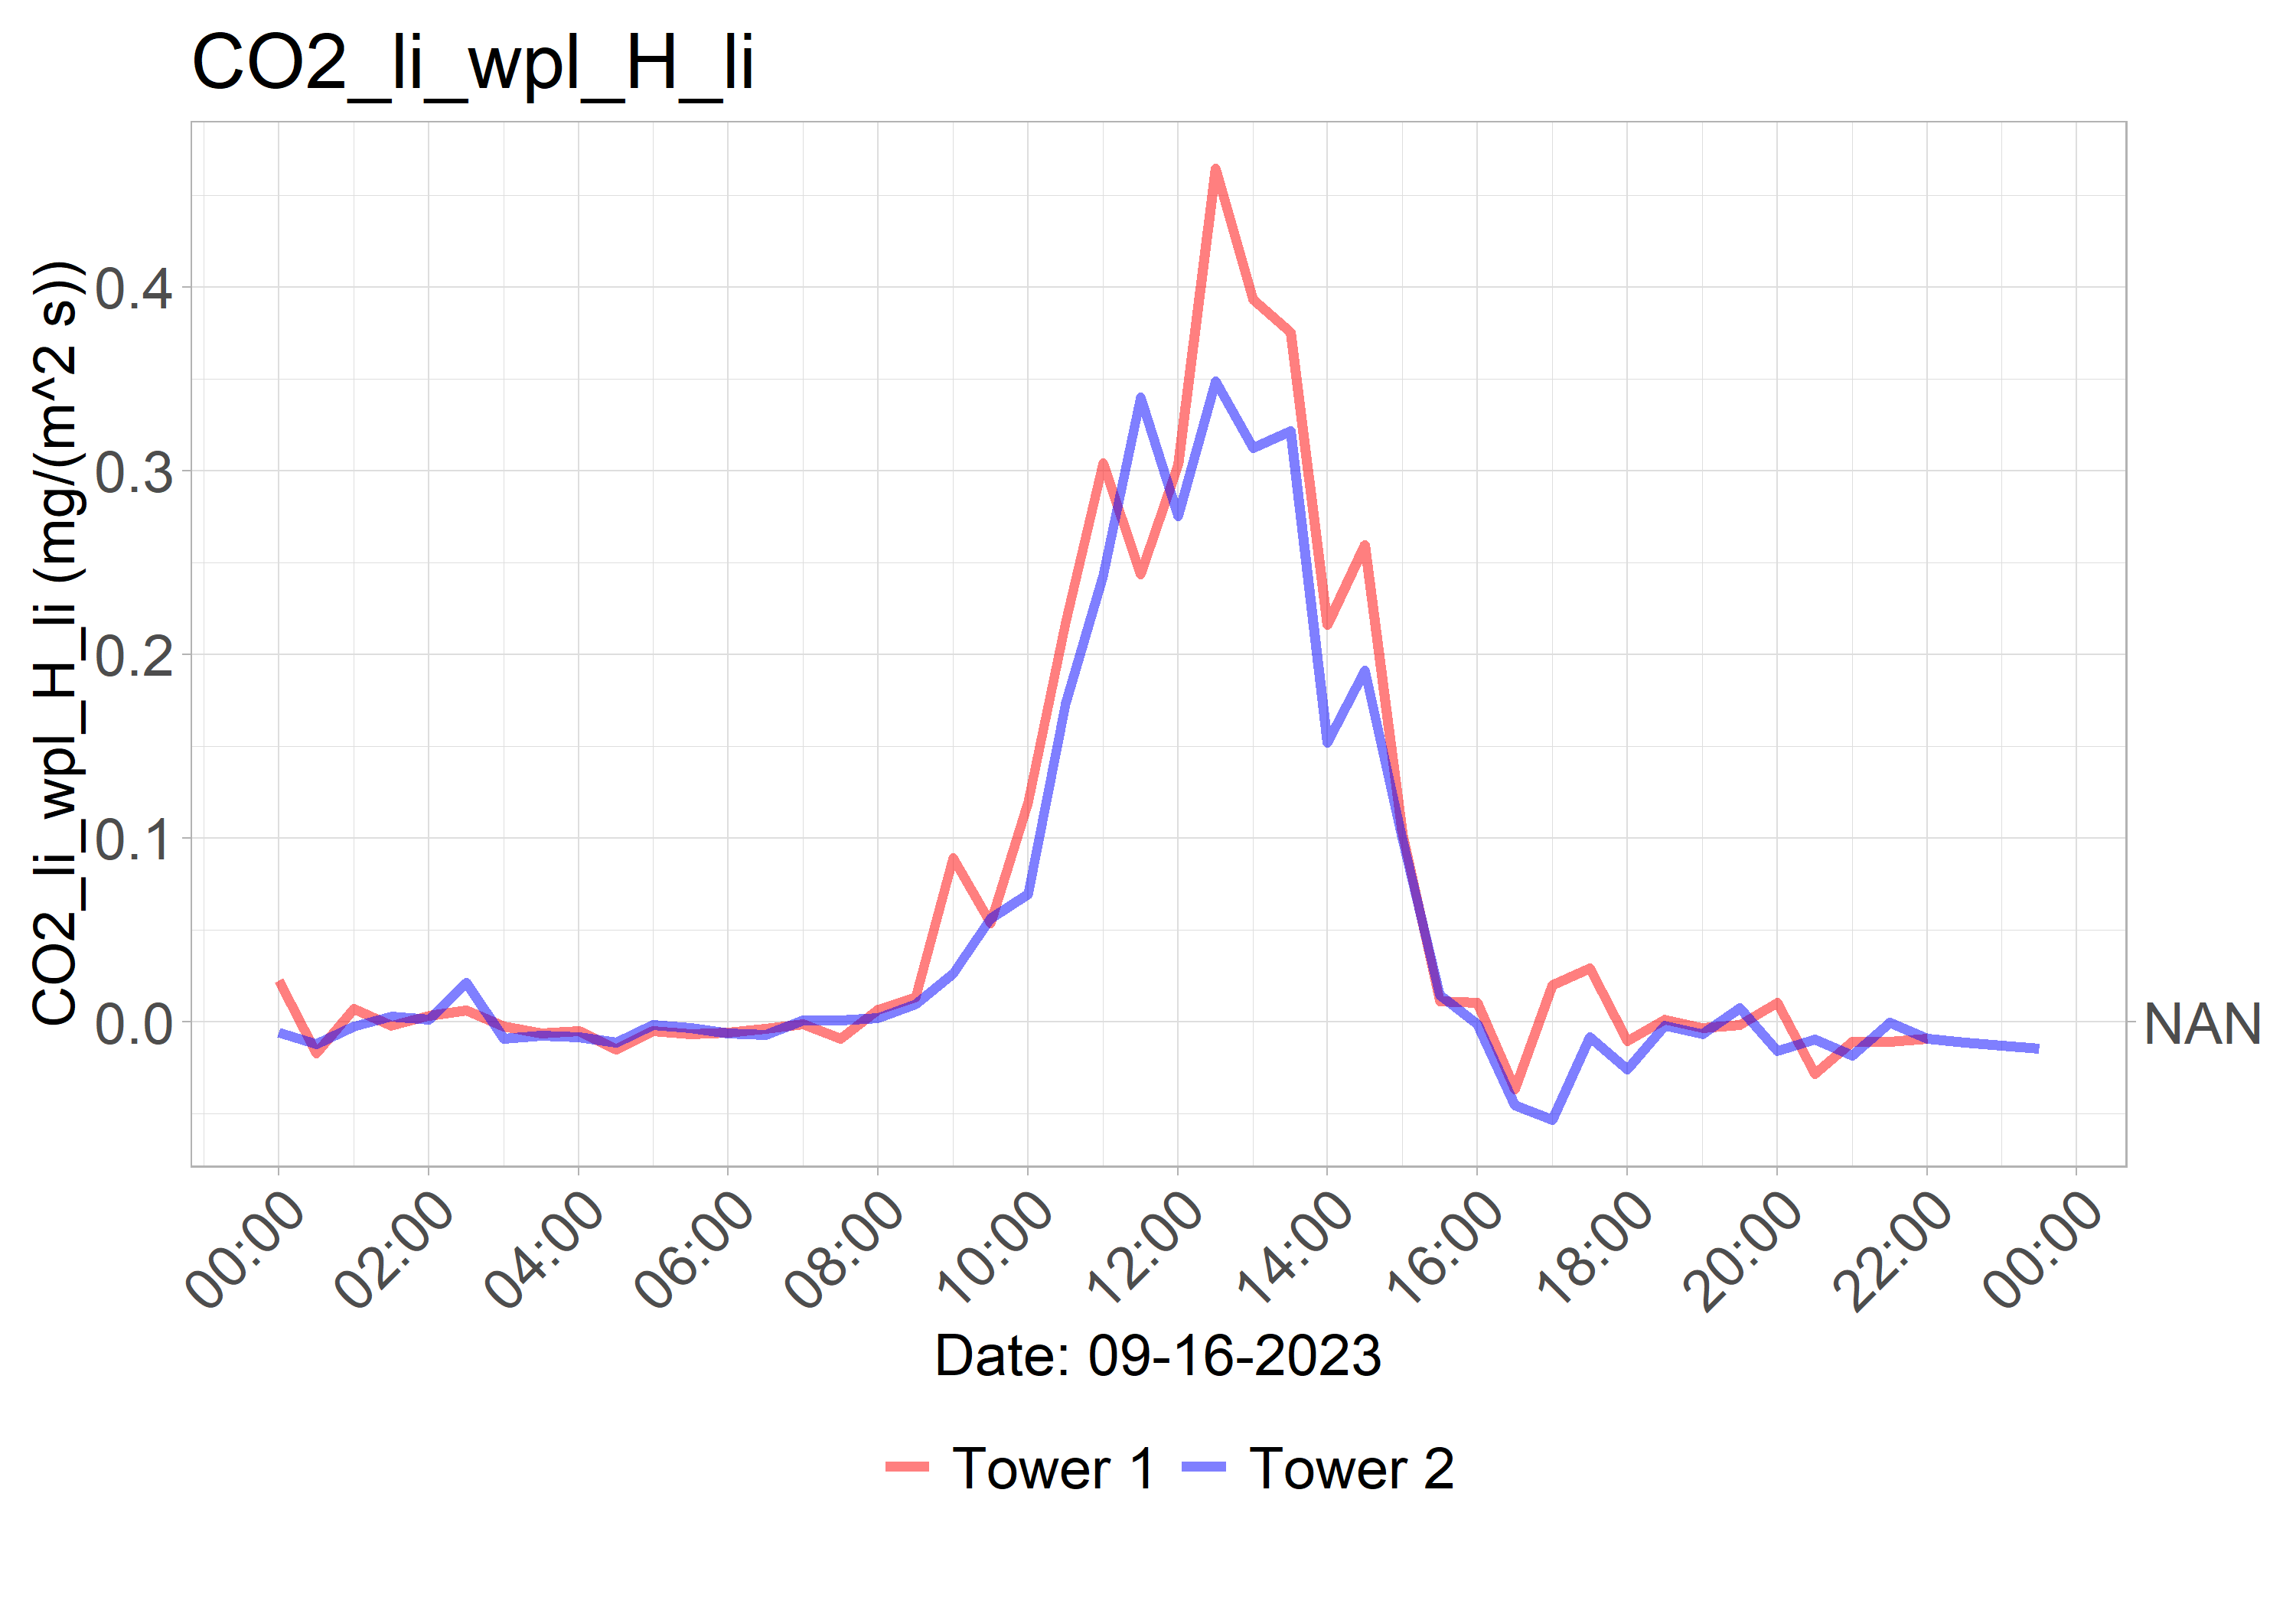 CO2_li_wpl_H_li
CO2_li_wpl_H_li (mg/(m^2 s))
0.4
0.3
0.2
0.1
0.0
NAN
00:00 02:00 04:00 06:00 08:00 10:00 12:00 14:00 16:00 18:00 20:00 22:00 00:00
Date: 09-16-2023
Tower 1 Tower 2